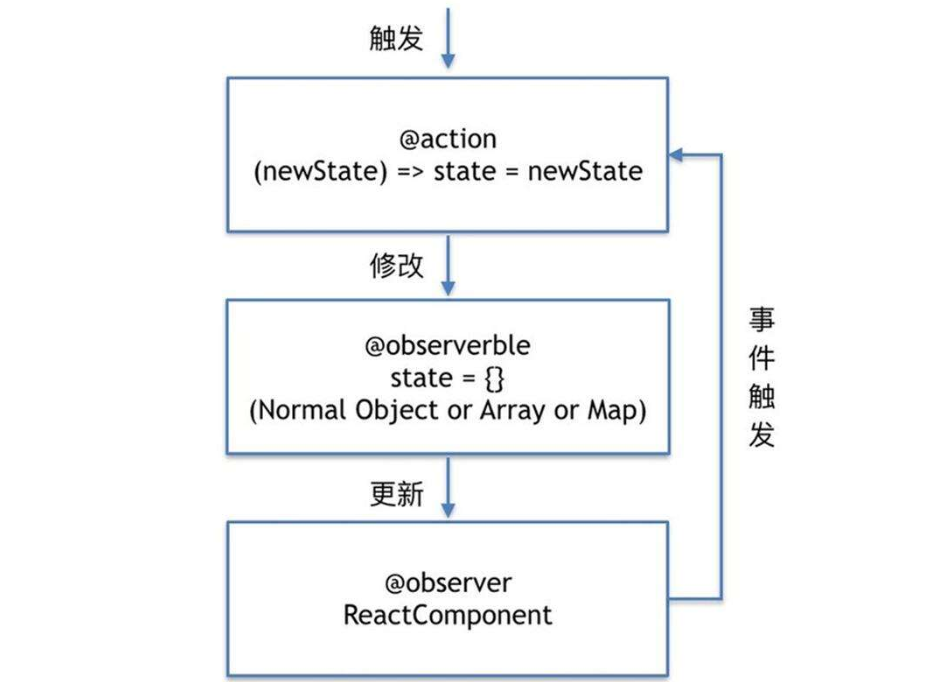 触发
@action
(newState) => state = newState
修改
@observerble
state = {}
(Normal Object or Array or Map)
更新
@observer
ReactComponent
事件触发